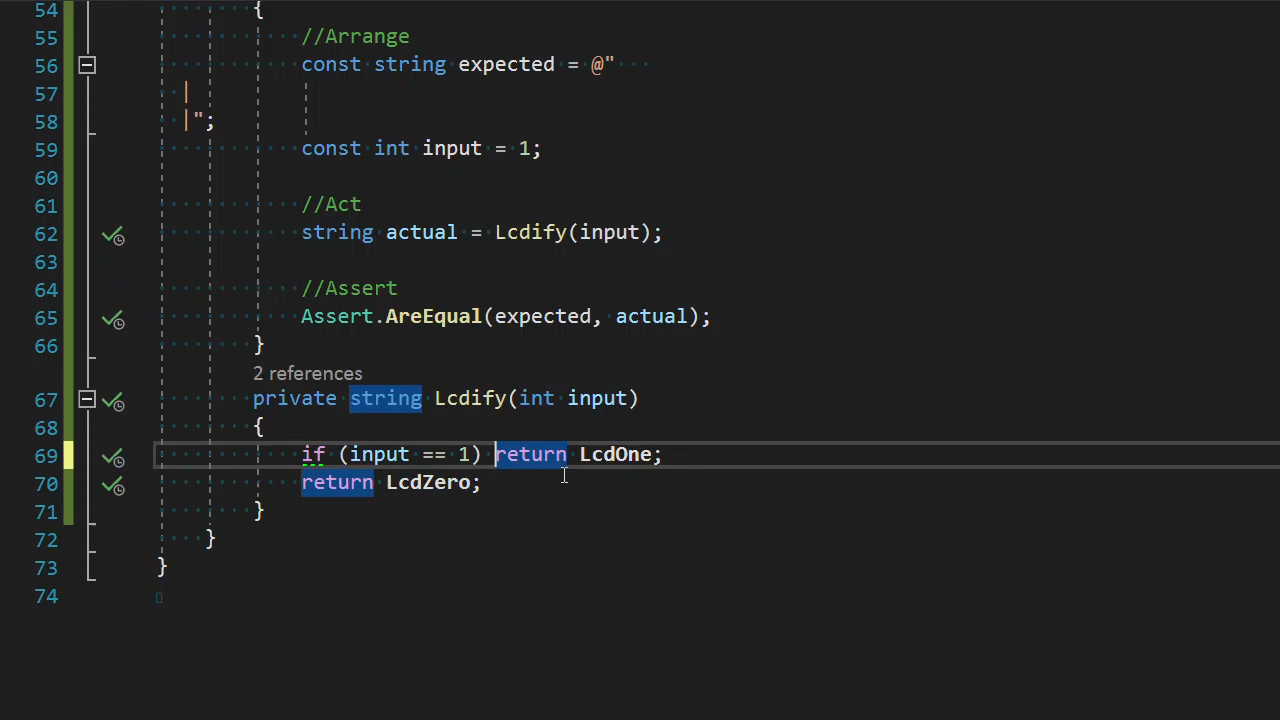 54 {
55 //Arrange
56 const string expected = @"
57 |
58 |";
59 const int input = 1;
60
61 //Act
62 string actual = Lcdify(input);
63
64 //Assert
65 Assert.AreEqual(expected, actual);
66 }
2 references
67 private string Lcdify(int input)
68 {
69 if (input == 1) return LcdOne;
70 return LcdZero;
71 }
72 }
73 }
74